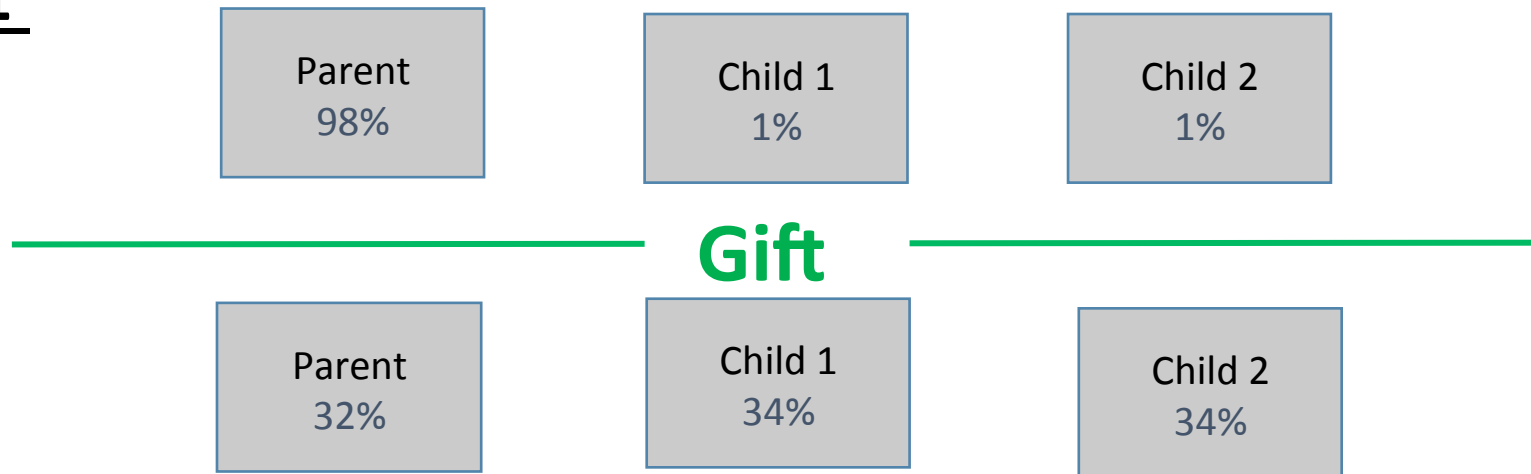 Parent
98%
Child 1
1%
Child 2
1%
Gift
Parent
32%
Child 1
34%
Child 2
34%